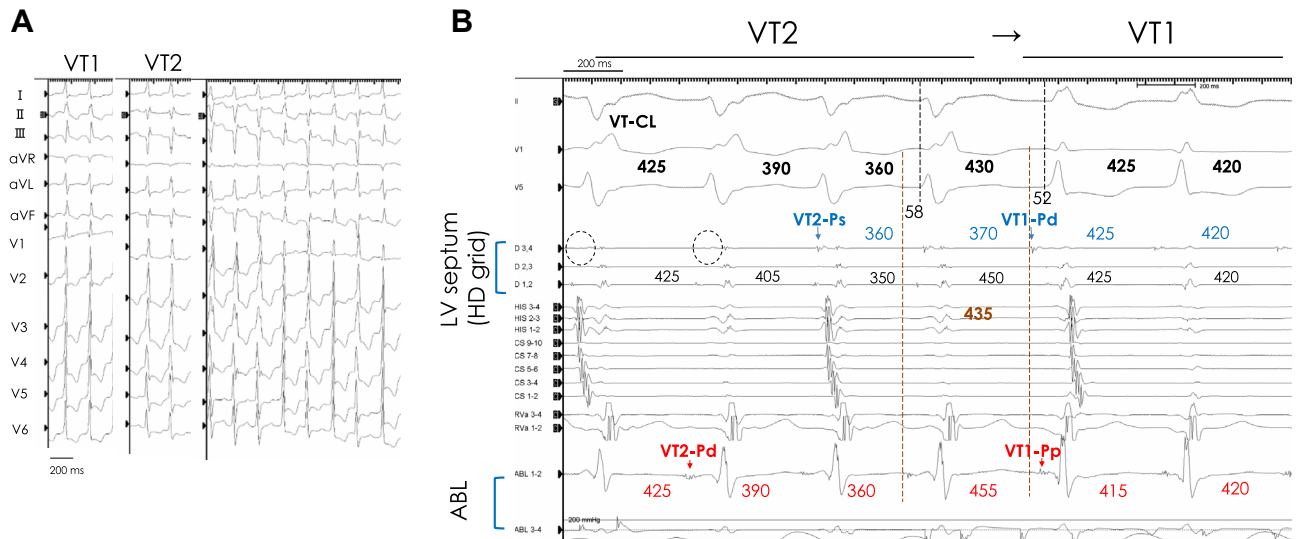 A
VT1 VT2
I
II
III
aVR
aVL
aVF
V1
V2
V3
V4
V5
V6
200 ms
B
VT2 → VT1
200 ms
200 ms
II
VT-CL
V1
425 390 360 430 425 420
V5
58 52
VT2-Ps VT1-Pd
360 370 425 420
D 3,4
D 2,3
425 405 350 450 425 420
D 1,2
LV septum
(HD grid)
HIS 3-4
HIS 2-3
435
HIS 1-2
CS 9-10
CS 7-8
CS 5-6
CS 3-4
CS 1-2
RVa 3-4
RVa 1-2
VT2-Pd VT1-Pp
ABL 1-2
425 390 360 455 415 420
ABL
200 mmHg
ABL 3-4